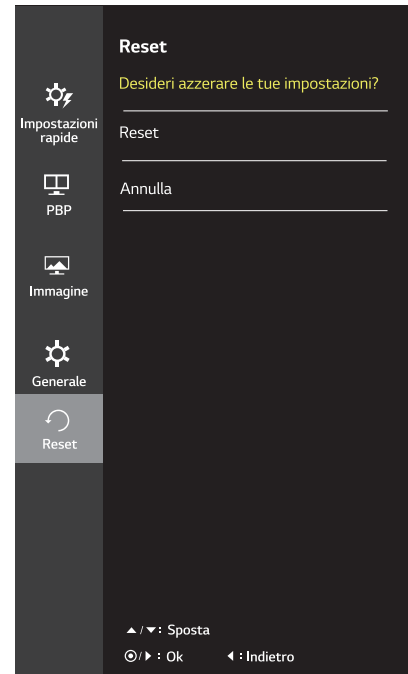 Impostazioni
rapide
PBP
Immagine
Generale
Reset
Reset
Desideri azzerare le tue impostazioni?
Reset
Annulla
▲/▼: Sposta
◉/▶ : Ok ◀ : Indietro